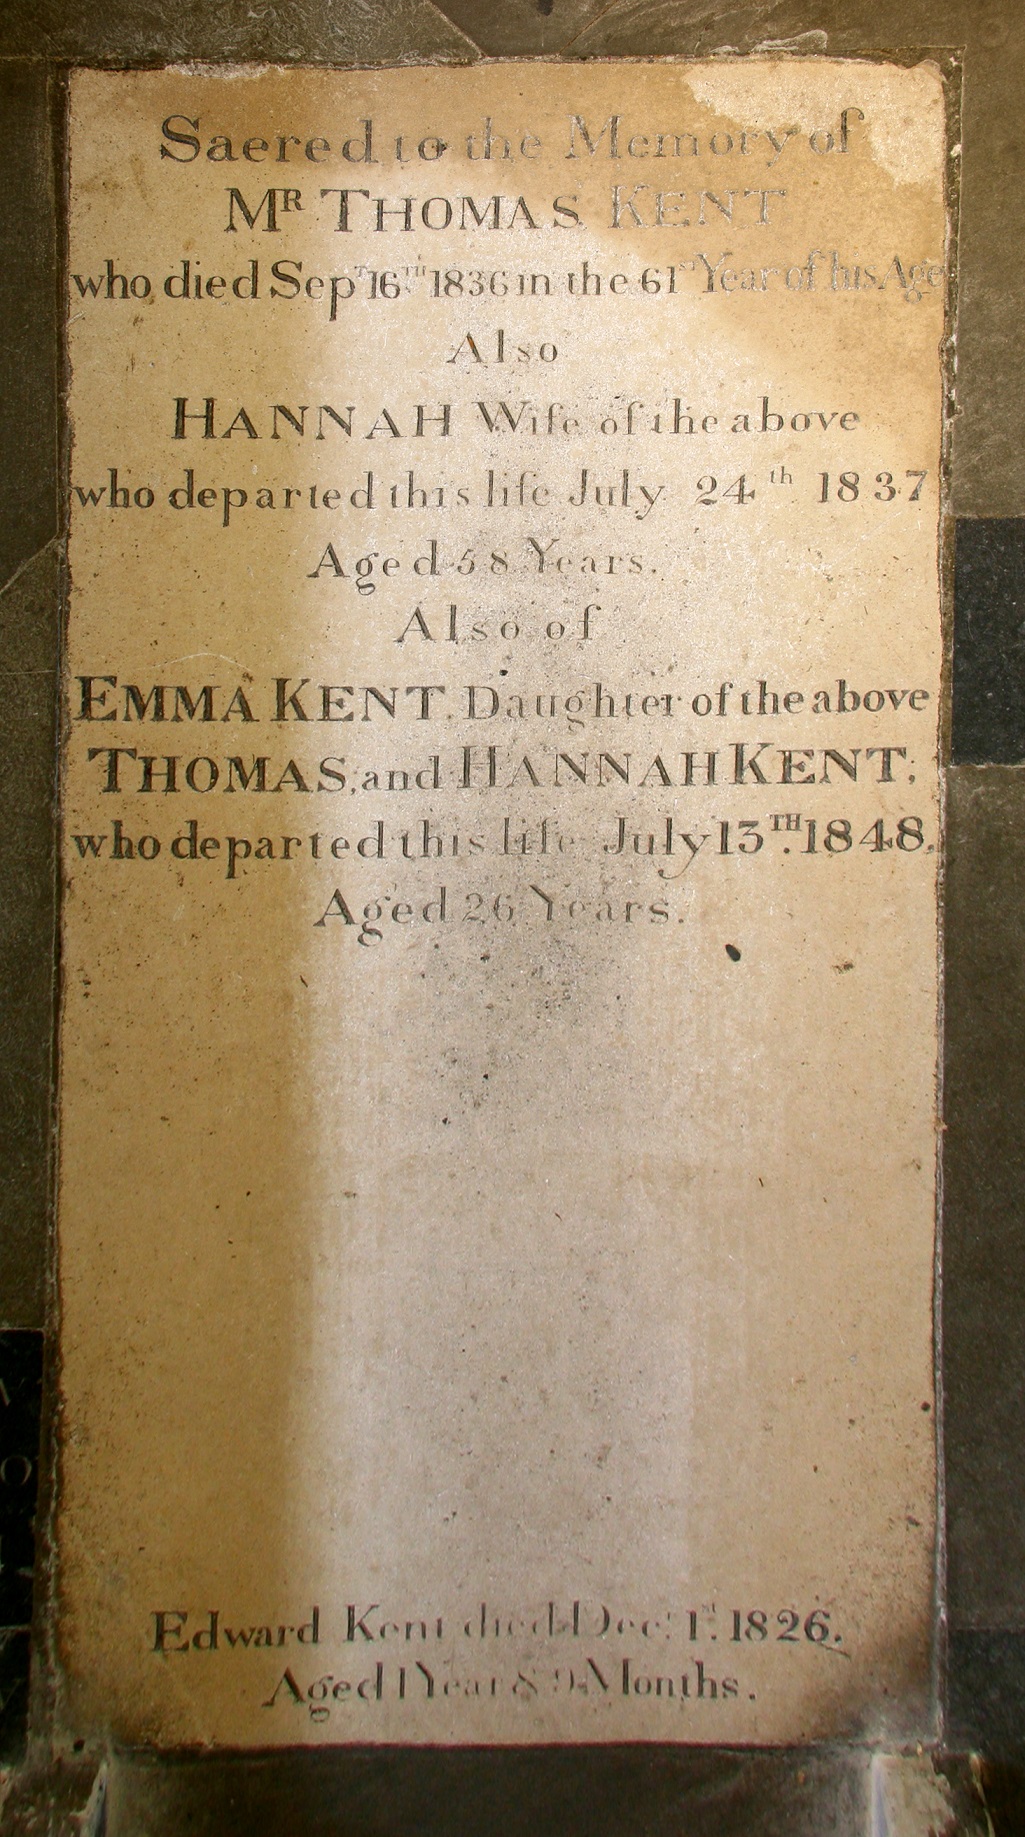 Sacred to the Memory of
MR THOMAS KENT
who died Sepr 16TH 1836 in the 61st Year of his Age
Also
HANNAH Wife of the above
who departed this life July 24th 1837
Aged 58 Years.
Also of
EMMA KENT, Daughter of the above
THOMAS, and HANNAH KENT;
who departed this life July 13TH. 1848.
Aged 26 Years.
Edward Kent died Decr. 1st. 1826.
Aged 1 Year & 9 Months.